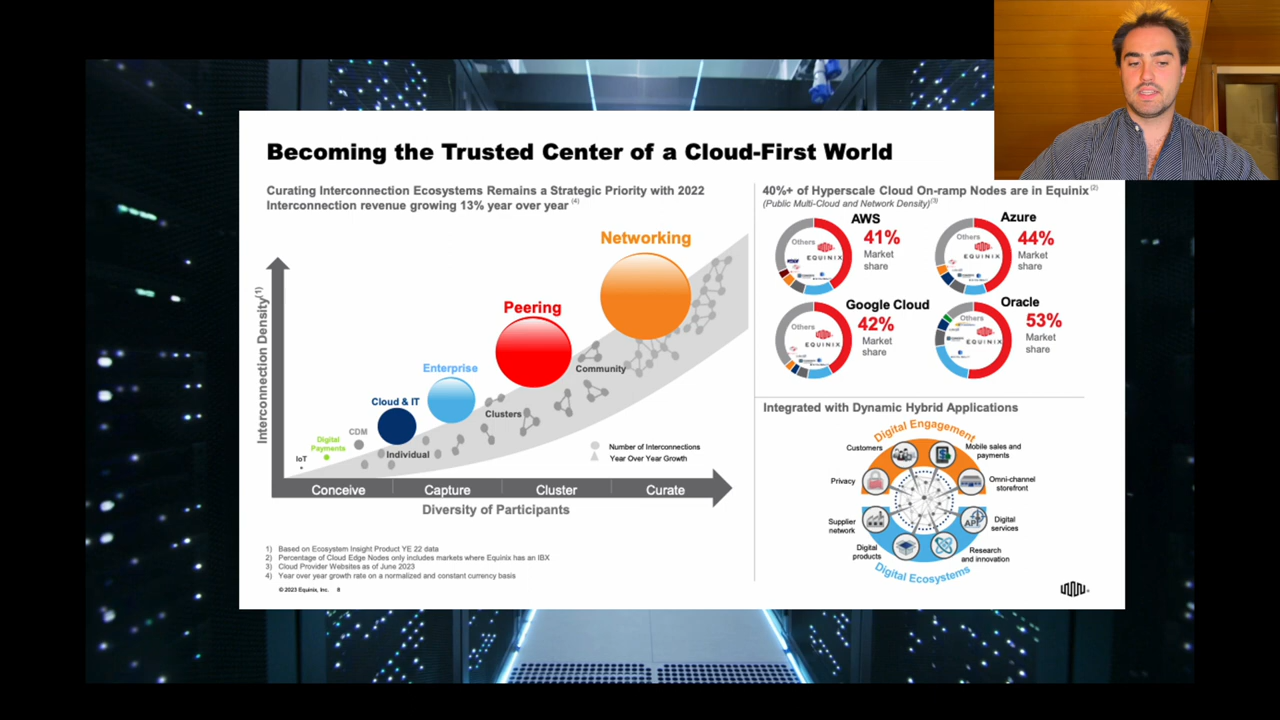 Becoming the Trusted Center of a Cloud-First World
Curating Interconnection Ecosystems Remains a Strategic Priority with 2022
Interconnection revenue growing 13% year over year (4)
Interconnection Density(1)
Networking
Peering
Enterprise
Cloud & IT
CDM
Digital
Payments
IoT
Individual
Clusters
Community
Number of Interconnections
Year Over Year Growth
Conceive
Capture
Cluster
Curate
Diversity of Participants
1) Based on Ecosystem Insight Product YE 22 data
2) Percentage of Cloud Edge Nodes only includes markets where Equinix has an IBX
3) Cloud Provider Websites as of June 2023
4) Year over year growth rate on a normalized and constant currency basis
© 2023 Equinix, Inc. 8
40%+ of Hyperscale Cloud On-ramp Nodes are in Equinix(2)
(Public Multi-Cloud and Network Density)(3)
AWS
41%
Market
share
Others
EQUINIX
Azure
44%
Market
share
Others
EQUINIX
Google Cloud
42%
Market
share
Others
EQUINIX
Oracle
53%
Market
share
Others
EQUINIX
Integrated with Dynamic Hybrid Applications
Digital Engagement
Customers
Mobile sales and
payments
Privacy
Omni-channel
storefront
Supplier
network
API
Digital
services
Digital
products
Research
and innovation
Digital Ecosystems